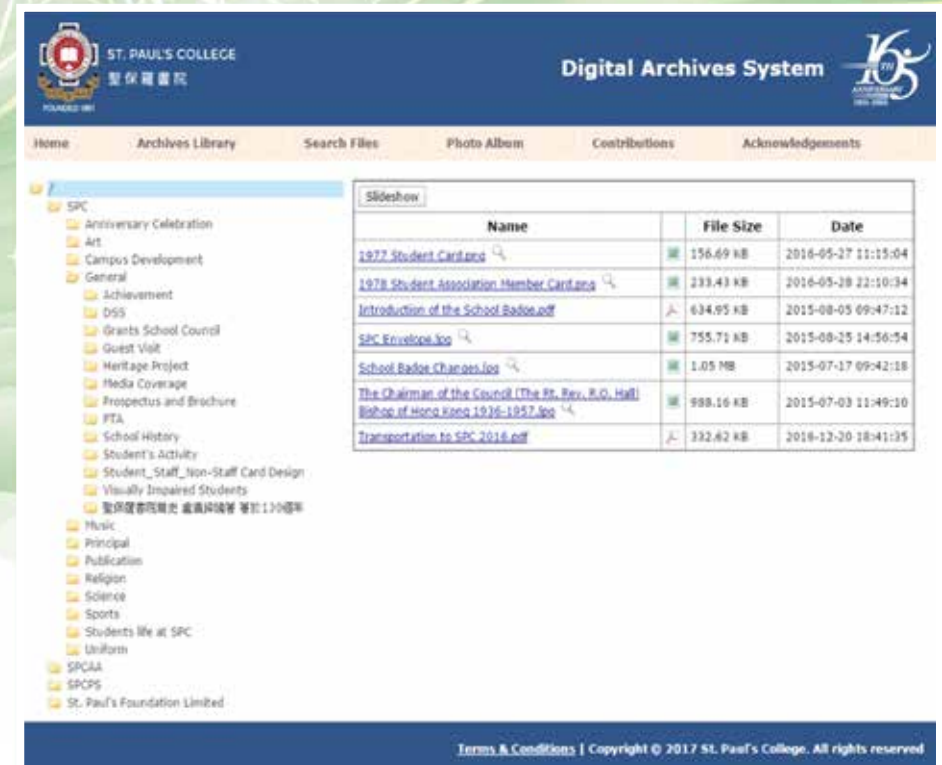 ST. PAUL'S COLLEGE
聖保羅書院
FOUNDED 1851
Digital Archives System
165TH
ANNIVERSARY
Home Archives Library Search Files Photo Album Contributions Acknowledgements
/
SPC
Anniversary Celebration
Art
Campus Development
General
Achievement
DSS
Grants School Council
Guest Visit
Heritage Project
Media Coverage
Prospectus and Brochure
PTA
School History
Student's Activity
Student_Staff_Non-Staff Card Design
Visually Impaired Students
Music
Principal
Publication
Religion
Science
Sports
Students life at SPC
Uniform
SPCAA
SPCPS
St. Paul's Foundation Limited
Slideshow
Name File Size Date
1977 Student Card.png 156.69 kB 2016-05-27 11:15:04
1978 Student Association Member Card.png 233.43 kB 2016-05-28 22:10:34
Introduction of the School Badge.pdf 634.95 kB 2015-08-05 09:47:12
SPC Envelope.jpg 755.71 kB 2015-08-25 14:56:54
School Badge Changes.jpg 1.05 MB 2015-07-17 09:42:18
The Chairman of the Council (The Rt. Rev. R.O. Hall)
Bishop of Hong Kong 1936-1957.jpg 988.16 kB 2015-07-03 11:49:10
Transportation to SPC 2016.pdf 332.62 kB 2016-12-20 18:41:35
Terms & Conditions | Copyright © 2017 St. Paul's College. All rights reserved